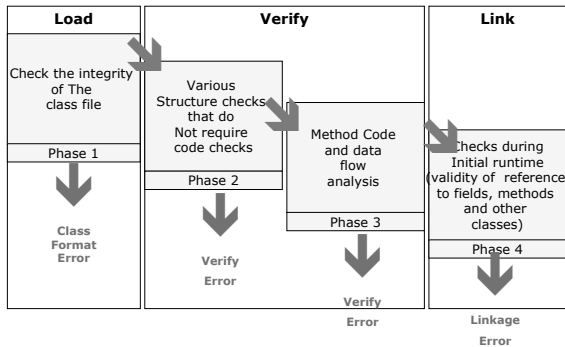 Load
Check the integrity
of The
class file
Phase 1
Class
Format
Error
Verify
Various
Structure checks
that do
Not require
code checks
Phase 2
Verify
Error
Method Code
and data
flow
analysis
Phase 3
Verify
Error
Link
Checks during
Initial runtime
(validity of reference
to fields, methods
and other
classes)
Phase 4
Linkage
Error